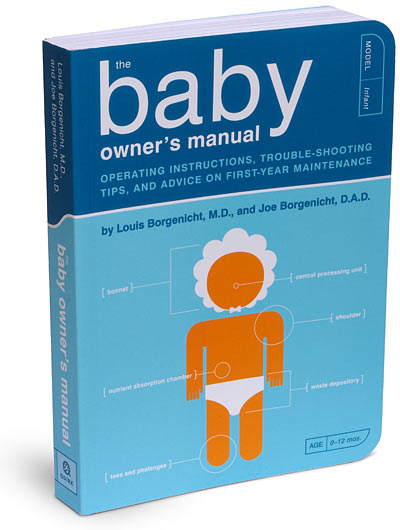 the
baby
owner's manual
MODEL Infant
OPERATING INSTRUCTIONS, TROUBLE-SHOOTING
TIPS, AND ADVICE ON FIRST-YEAR MAINTENANCE
by Louis Borgenicht, M.D., and Joe Borgenicht, D.A.D.
[ bonnet ]
[ central processing unit ]
[ shoulder ]
[ nutrient absorption chamber ]
[ waste depository ]
[ toes and phalanges ]
AGE 0–12 mos.
Louis Borgenicht, M.D.
and Joe Borgenicht, D.A.D.
the
baby owner's manual
QUIRK